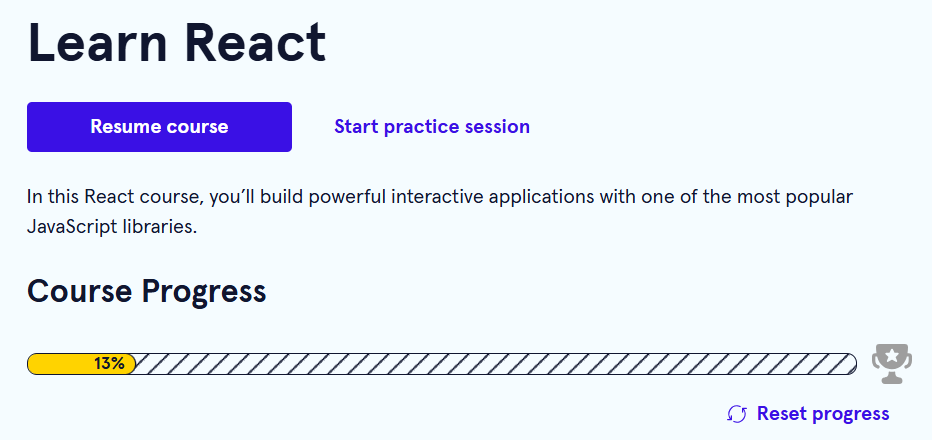 Learn React
Resume course
Start practice session
In this React course, you’ll build powerful interactive applications with one of the most popular
JavaScript libraries.
Course Progress
13%
Reset progress